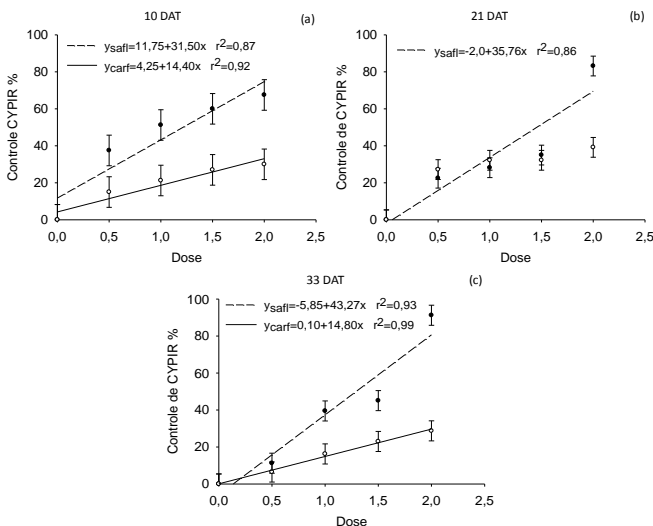 10 DAT
(a)
100
80
60
40
20
0
Controle CYPIR %
ysafl=11,75+31,50x r2=0,87
ycarf=4,25+14,40x r2=0,92
0,0 0,5 1,0 1,5 2,0 2,5
Dose
21 DAT
(b)
100
80
60
40
20
0
Controle de CYPIR %
ysafl=-2,0+35,76x r2=0,86
0,0 0,5 1,0 1,5 2,0 2,5
Dose
33 DAT
(c)
100
80
60
40
20
0
Controle de CYPIR %
ysafl=-5,85+43,27x r2=0,93
ycarf=0,10+14,80x r2=0,99
0,0 0,5 1,0 1,5 2,0 2,5
Dose